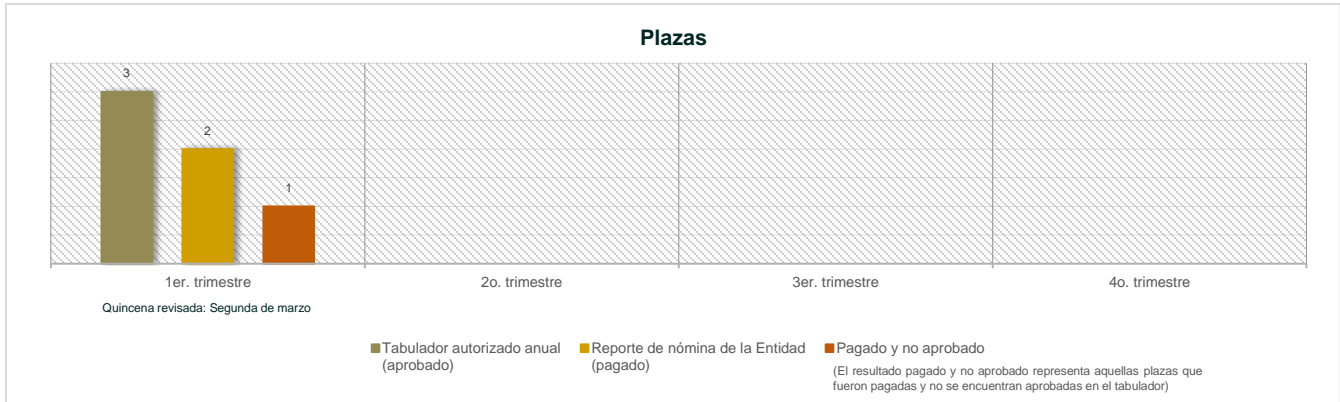 Plazas
3
2
1
1er. trimestre
2o. trimestre
3er. trimestre
4o. trimestre
Quincena revisada: Segunda de marzo
Tabulador autorizado anual
(aprobado)
Reporte de nómina de la Entidad
(pagado)
Pagado y no aprobado
(El resultado pagado y no aprobado representa aquellas plazas que
fueron pagadas y no se encuentran aprobadas en el tabulador)